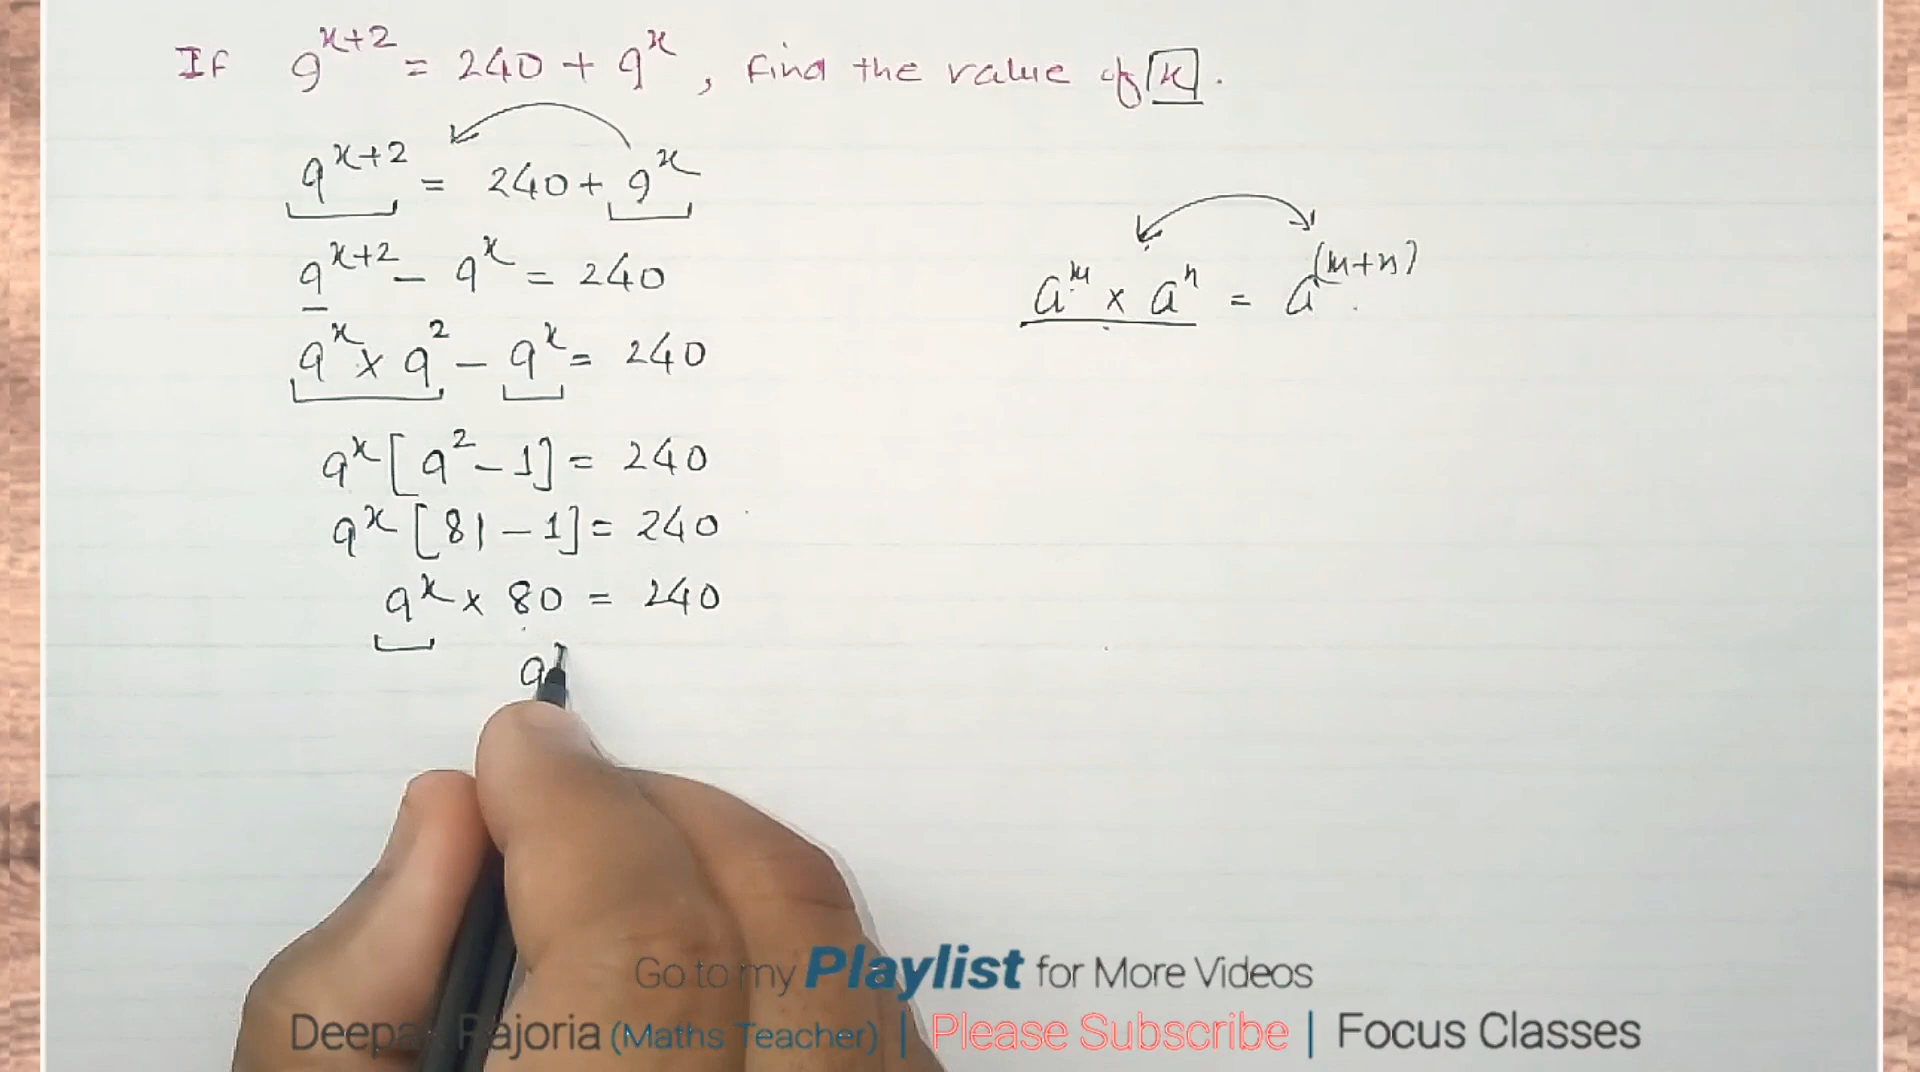 If 9^{x+2} = 240 + 9^x, Find the value of x.
9^{x+2} = 240 + 9^x
9^{x+2} - 9^x = 240
9^x × 9^2 - 9^x = 240
9^x [9^2 - 1] = 240
9^x [81 - 1] = 240
9^x × 80 = 240
9
a^m × a^n = a^{(m+n)}
Go to my Playlist for More Videos
Deepak Rajoria (Maths Teacher) | Please Subscribe | Focus Classes